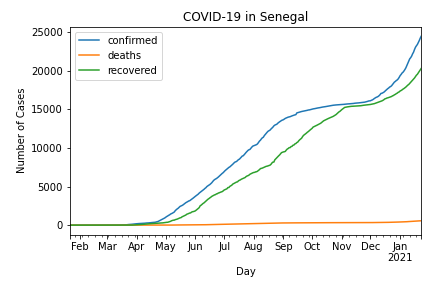 COVID-19 in Senegal
confirmed
deaths
recovered
Number of Cases
25000
20000
15000
10000
5000
0
Feb Mar Apr May Jun Jul Aug Sep Oct Nov Dec Jan
2021
Day